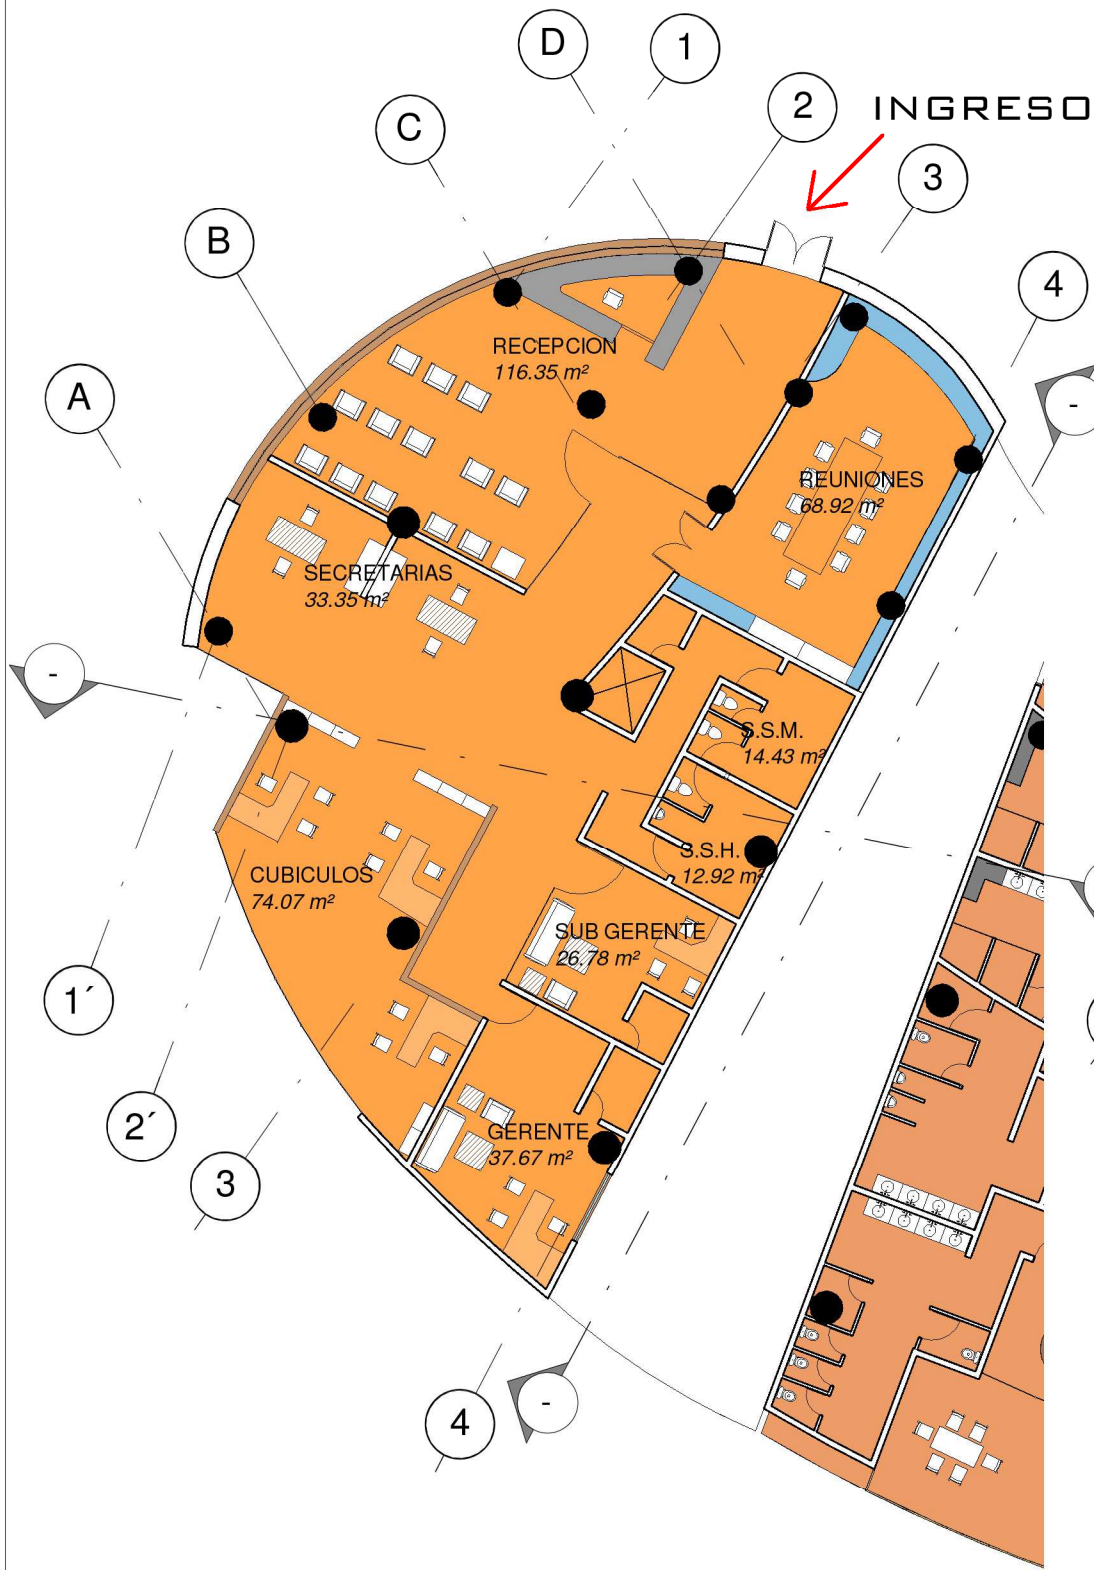 D
1
2
INGRESO
C
3
B
4
RECEPCION
116.35 m²
A
-
REUNIONES
68.92 m²
SECRETARIAS
33.35 m²
-
S.S.M.
14.43 m²
S.S.H.
12.92 m²
CUBICULOS
74.07 m²
SUB GERENTE
26.78 m²
1´
2´
GERENTE
37.67 m²
3
-
4